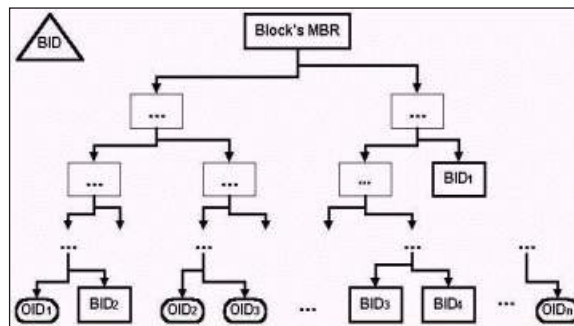 BID
Block's MBR
... ...
... ... ... BID1
... ... ... ...
OID1 BID2 OID2 OID3 ... BID3 BID4 ... OIDn